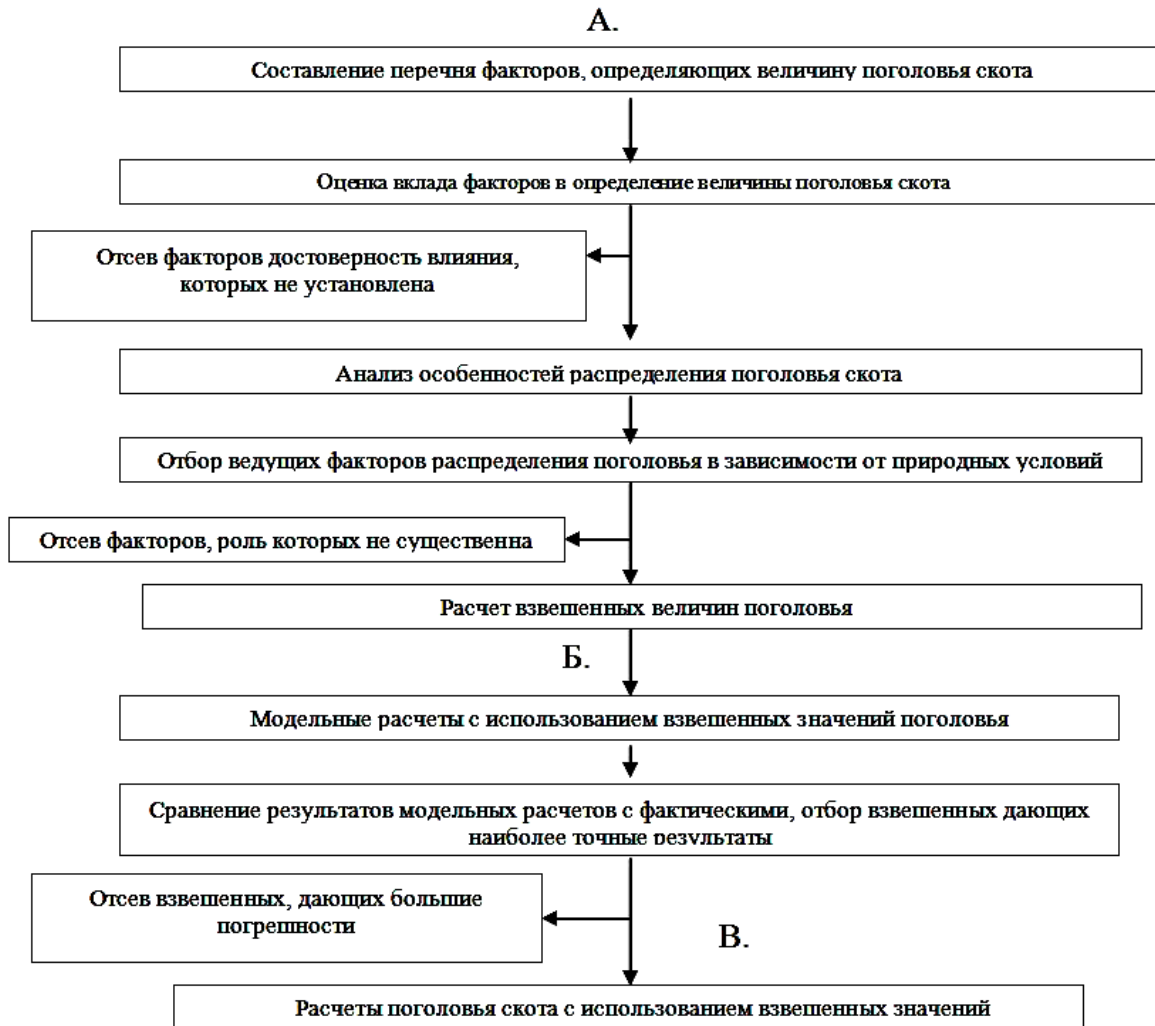 А.
Составление перечня факторов, определяющих величину поголовья скота
Оценка вклада факторов в определение величины поголовья скота
Отсев факторов достоверность влияния,
которых не установлена
Анализ особенностей распределения поголовья скота
Отбор ведущих факторов распределения поголовья в зависимости от природных условий
Отсев факторов, роль которых не существенна
Расчет взвешенных величин поголовья
Б.
Модельные расчеты с использованием взвешенных значений поголовья
Сравнение результатов модельных расчетов с фактическими, отбор взвешенных дающих
наиболее точные результаты
Отсев взвешенных, дающих большие
погрешности
В.
Расчеты поголовья скота с использованием взвешенных значений